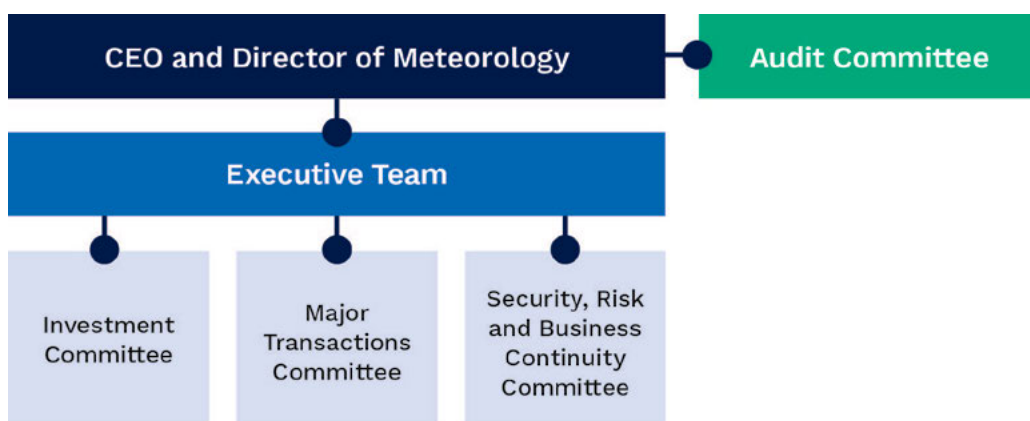 CEO and Director of Meteorology
Audit Committee
Executive Team
Investment
Committee
Major
Transactions
Committee
Security, Risk
and Business
Continuity
Committee